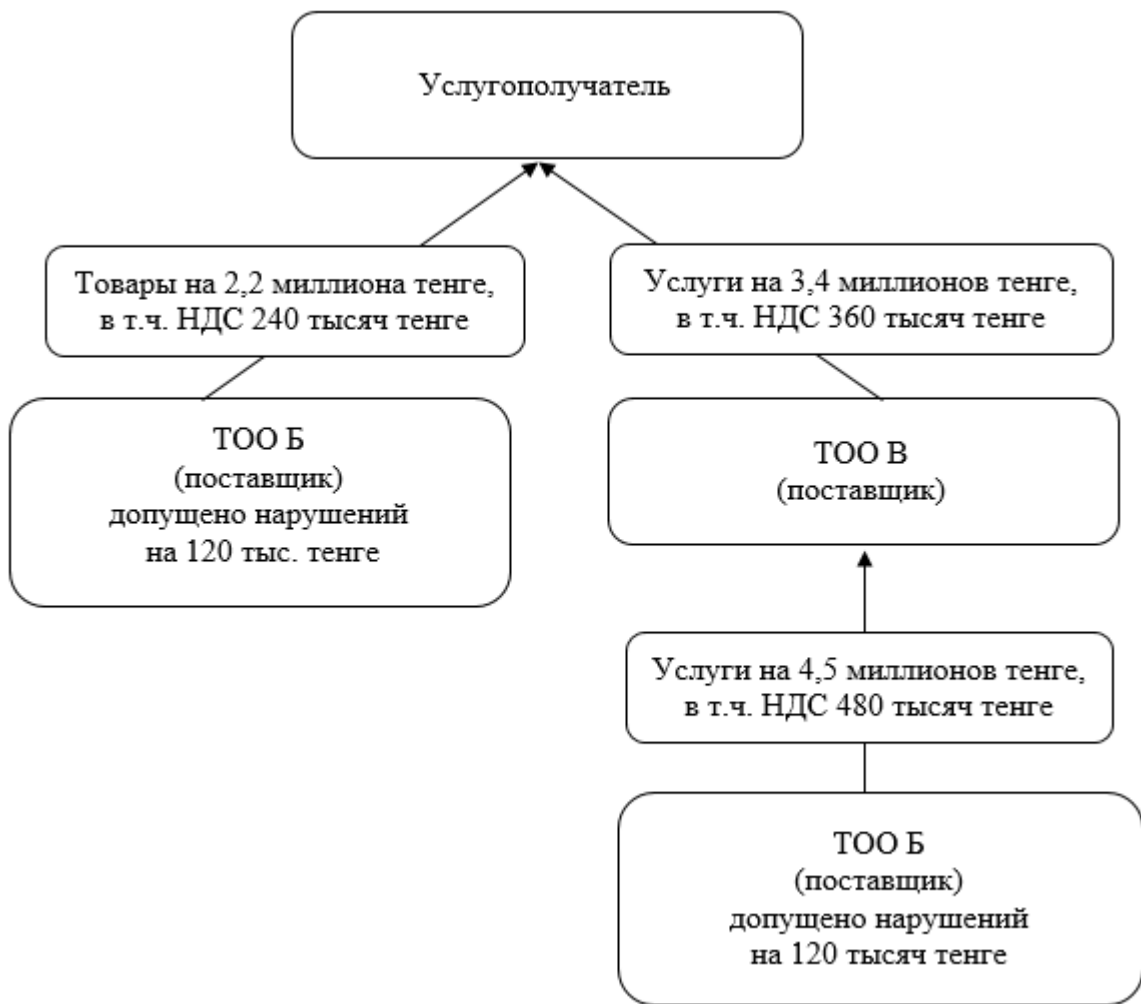 Услугополучатель
Товары на 2,2 миллиона тенге,
в т.ч. НДС 240 тысяч тенге
Услуги на 3,4 миллионов тенге,
в т.ч. НДС 360 тысяч тенге
ТОО Б
(поставщик)
допущено нарушений
на 120 тыс. тенге
ТОО В
(поставщик)
Услуги на 4,5 миллионов тенге,
в т.ч. НДС 480 тысяч тенге
ТОО Б
(поставщик)
допущено нарушений
на 120 тысяч тенге